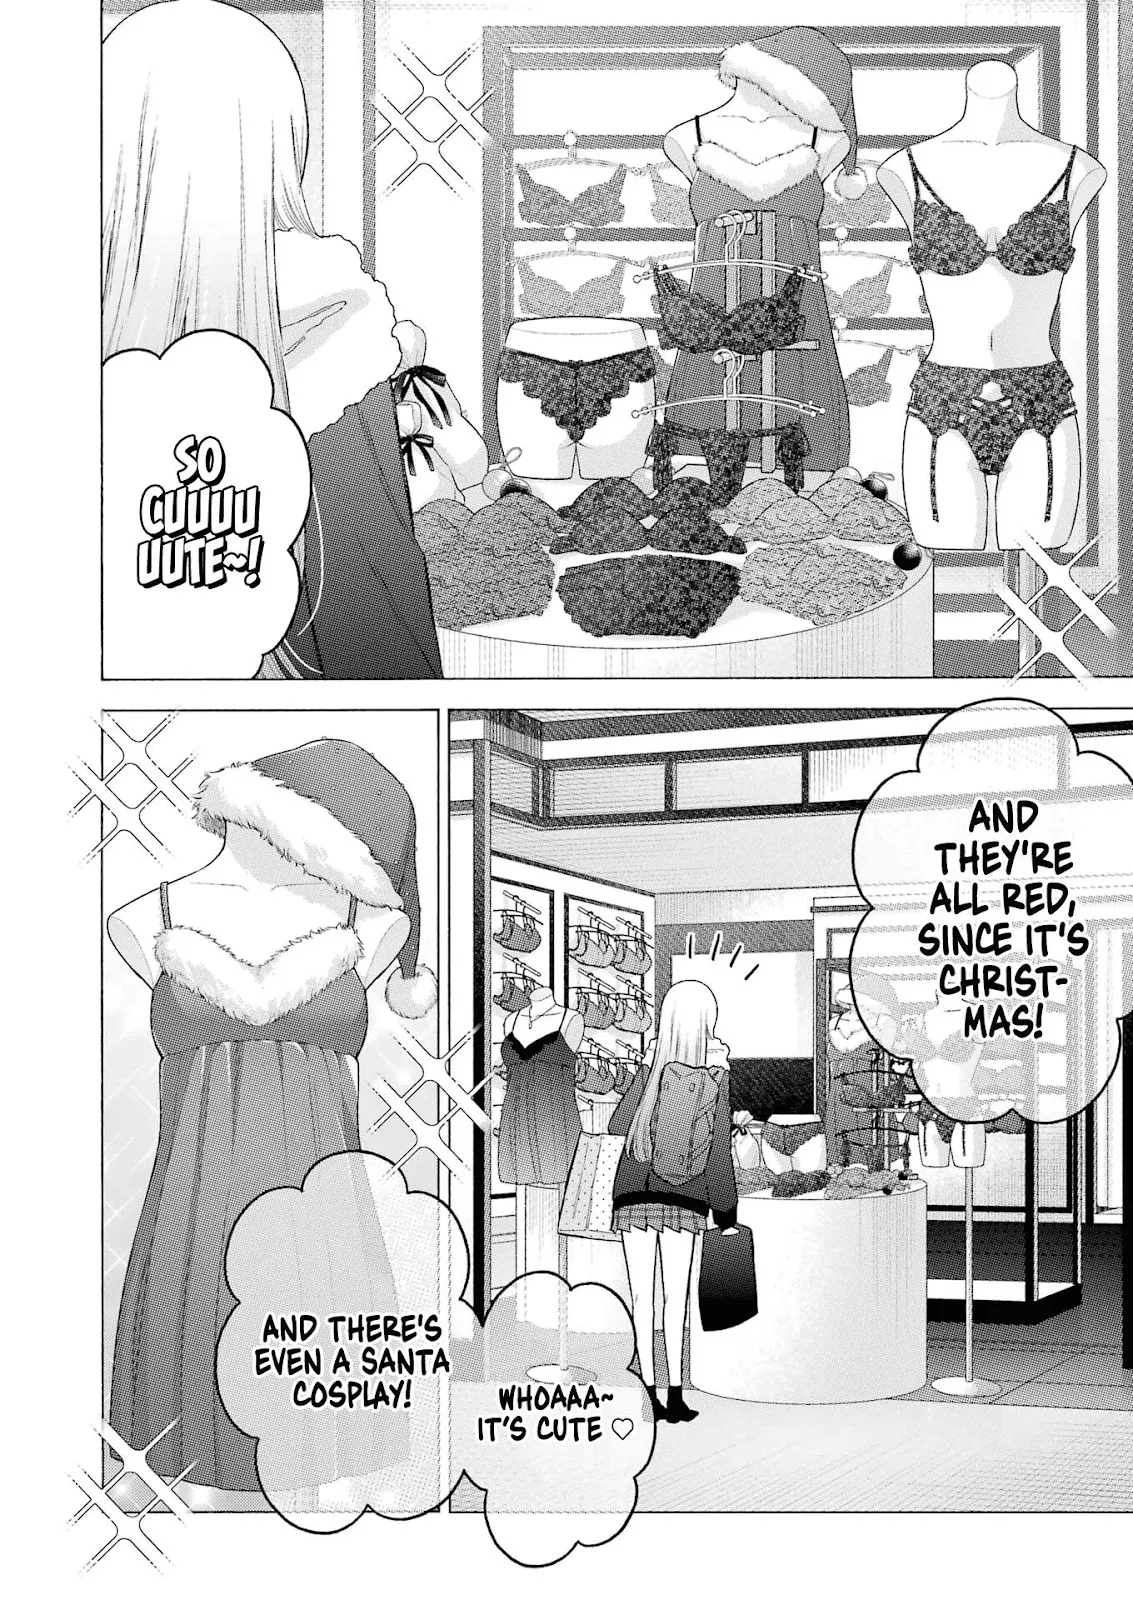 SO
CUUUU
UUTE~!
AND
THEY'RE
ALL RED,
SINCE IT'S
CHRIST-
MAS!
AND THERE'S
EVEN A SANTA
COSPLAY!
WHOAAA~
IT'S CUTE ♡